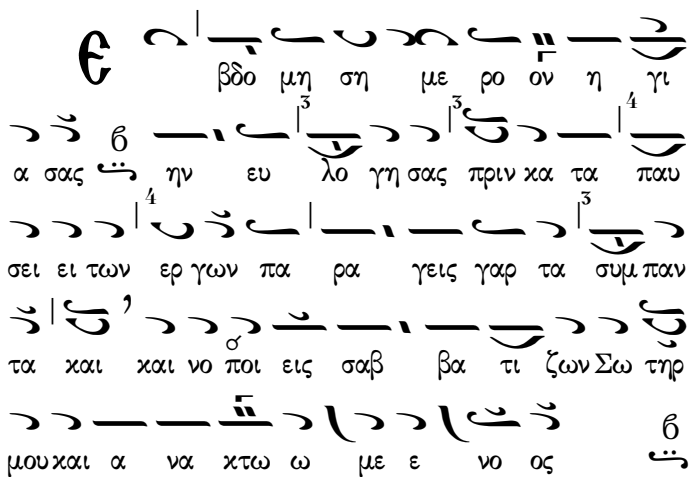 Ε βδο μη ση με ρο ον η γι
α σας ην ευ λο γη σας πριν κα τα παυ
σει ει των ερ γων πα ρα γεις γαρ τα συμ παν
τα και και νο ποι εις σαβ βα τι ζων Σω τηρ
μου και α να κτω ω με ε νο ος